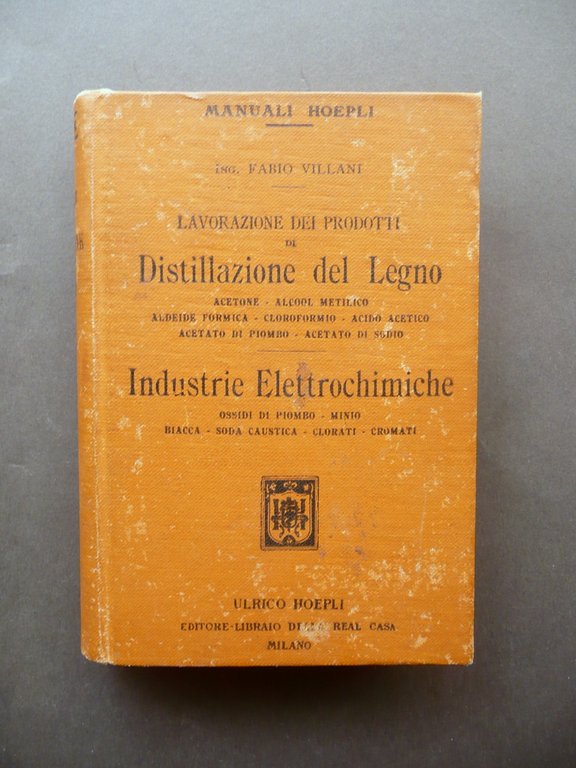 MANUALI HOEPLI
ING. FABIO VILLANI
LAVORAZIONE DEI PRODOTTI
DI
Distillazione del Legno
ACETONE - ALCOOL METILICO
ALDEIDE FORMICA - CLOROFORMIO - ACIDO ACETICO
ACETATO DI PIOMBO - ACETATO DI SODIO
Industrie Elettrochimiche
OSSIDI DI PIOMBO - MINIO
BIACCA - SODA CAUSTICA - CLORATI - CROMATI
ULRICO HOEPLI
EDITORE-LIBRAIO DELLA REAL CASA
MILANO